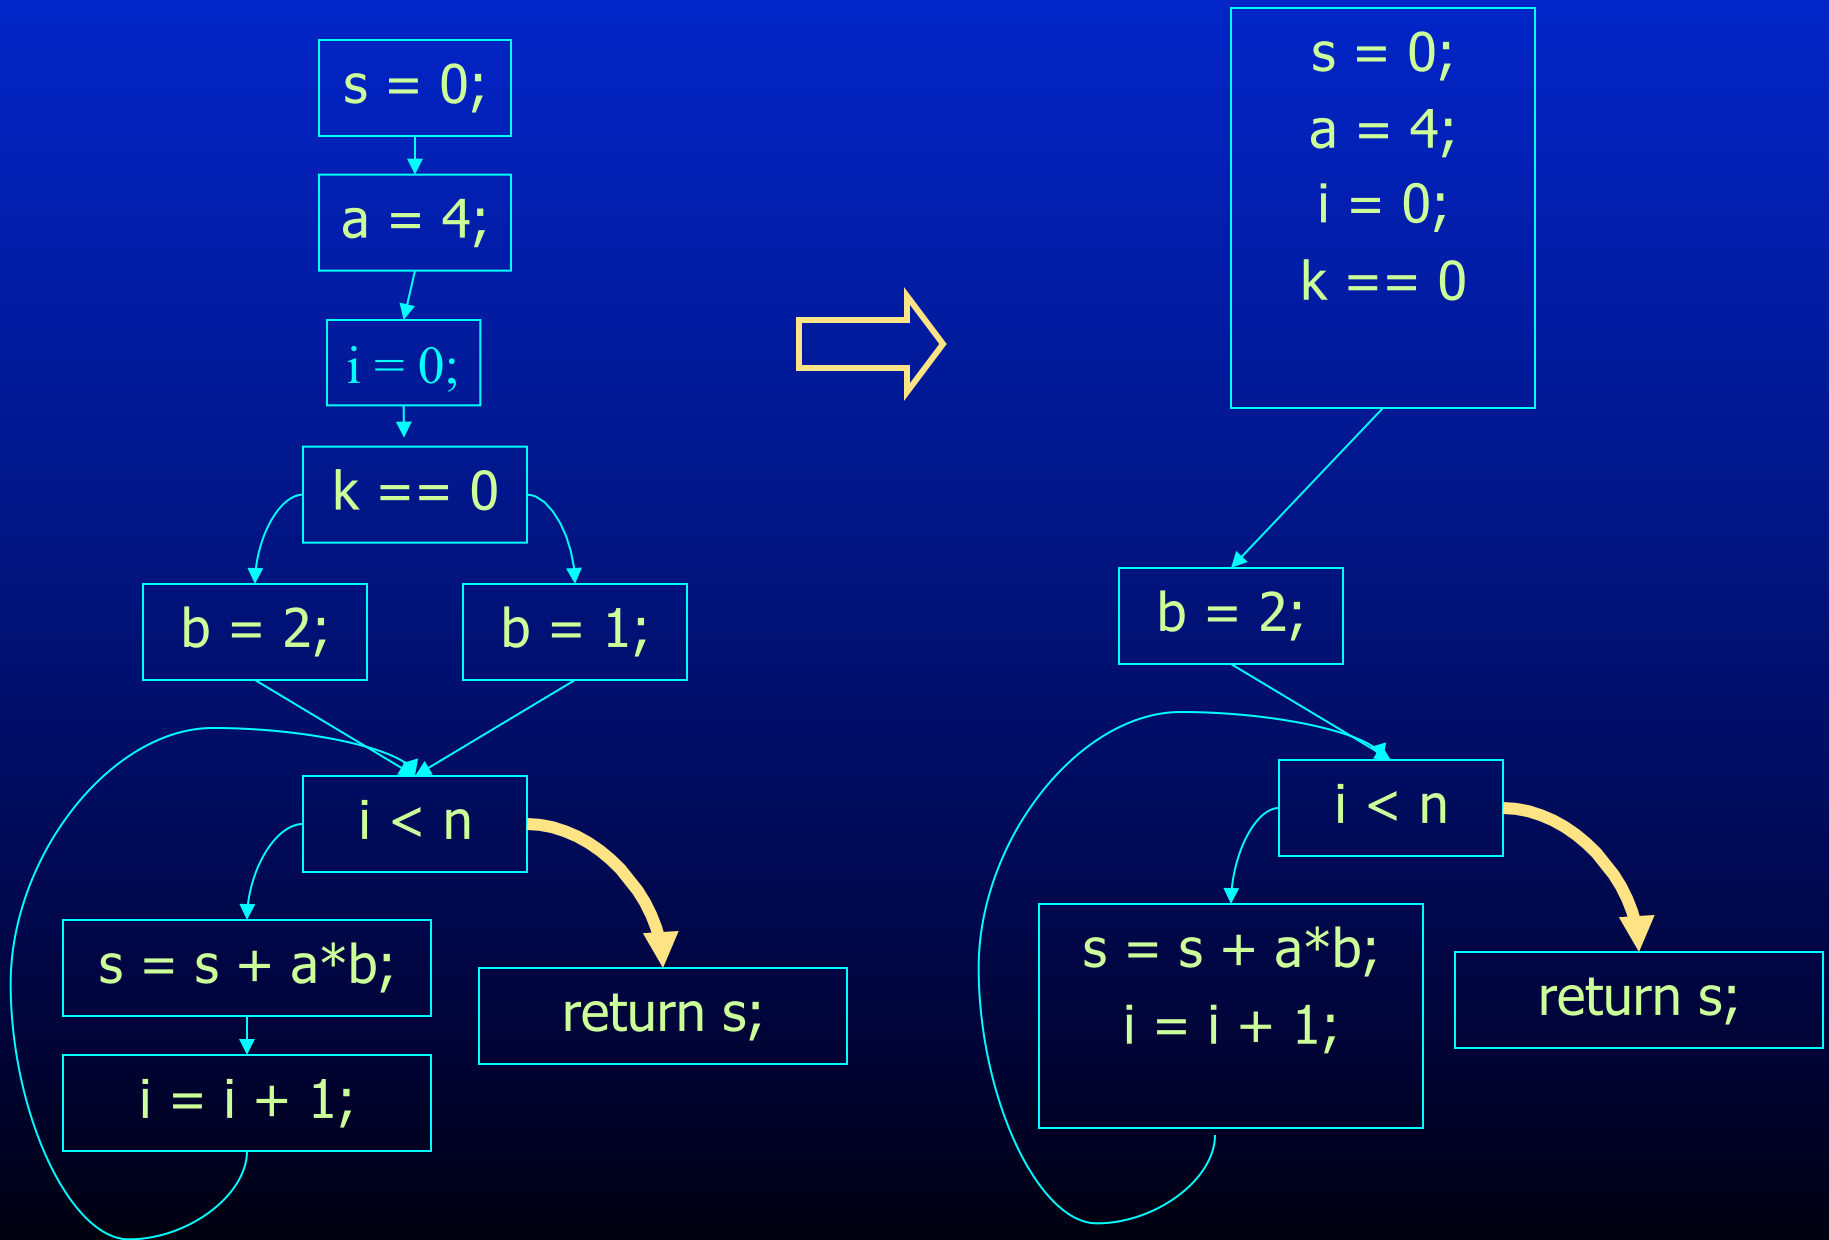 s = 0;
a = 4;
i = 0;
k == 0
b = 2;
b = 1;
i < n
s = s + a*b;
return s;
i = i + 1;
s = 0;
a = 4;
i = 0;
k == 0
b = 2;
i < n
s = s + a*b;
i = i + 1;
return s;